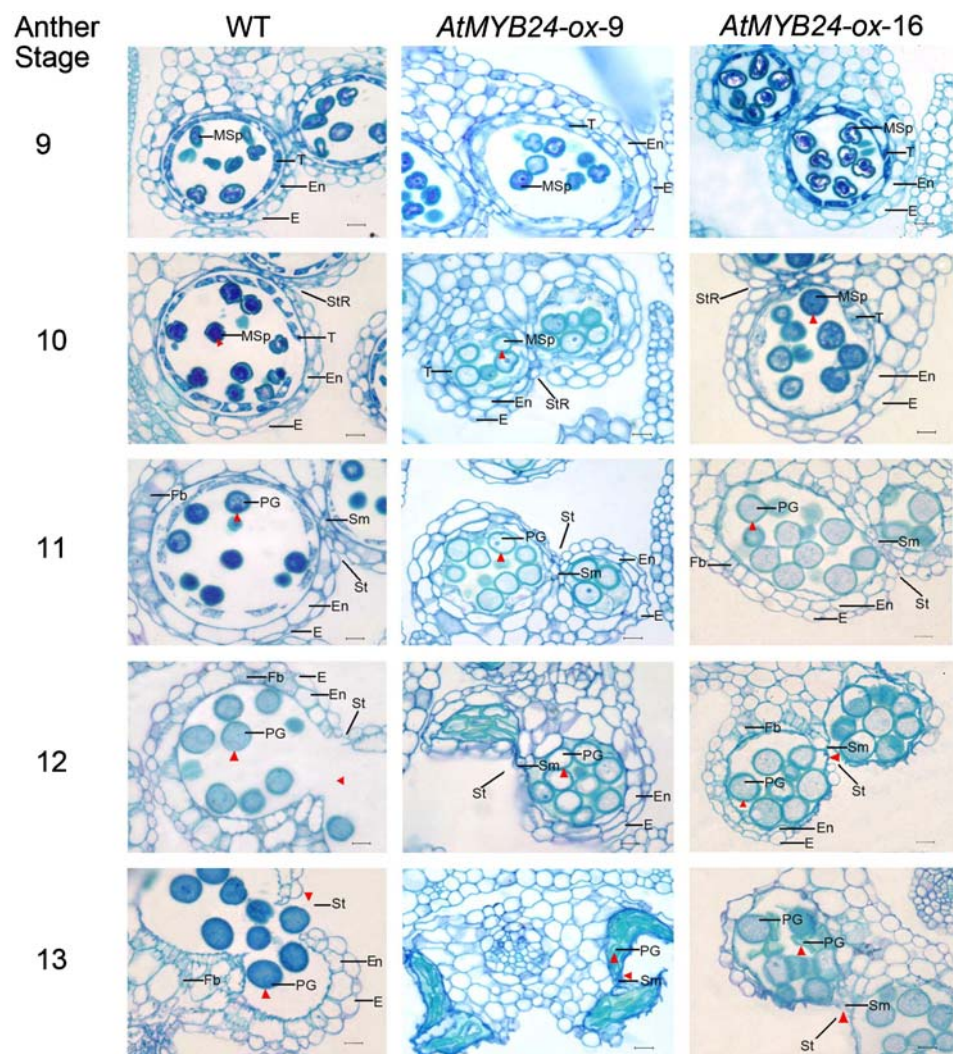 Anther
Stage
WT
AtMYB24-ox-9
AtMYB24-ox-16
9
MSp
T
En
E
T
En
MSp
E
MSp
T
En
E
10
StR
MSp
T
En
E
MSp
T
En
StR
E
StR
MSp
T
En
E
11
Fb
PG
Sm
St
En
E
PG
St
En
Sm
E
PG
Sm
Fb
En
St
E
12
Fb
E
En
St
PG
PG
Sm
St
En
E
Fb
Sm
St
PG
En
E
13
St
En
Fb
PG
E
PG
Sm
PG
PG
Sm
St